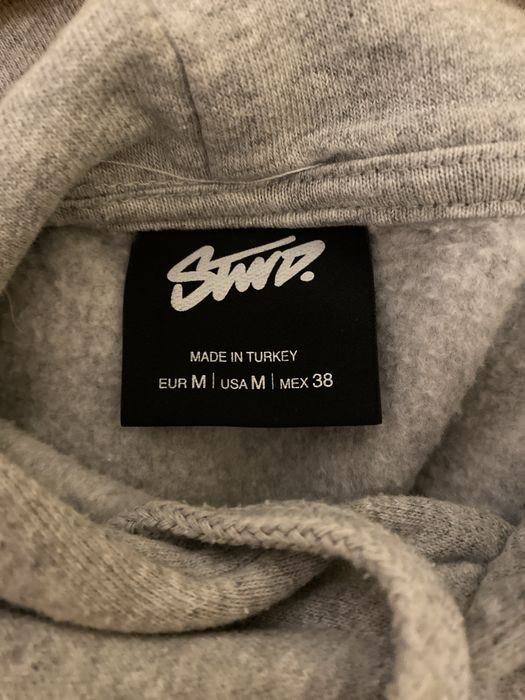 STWD.
MADE IN TURKEY
EUR M | USA M | MEX 38